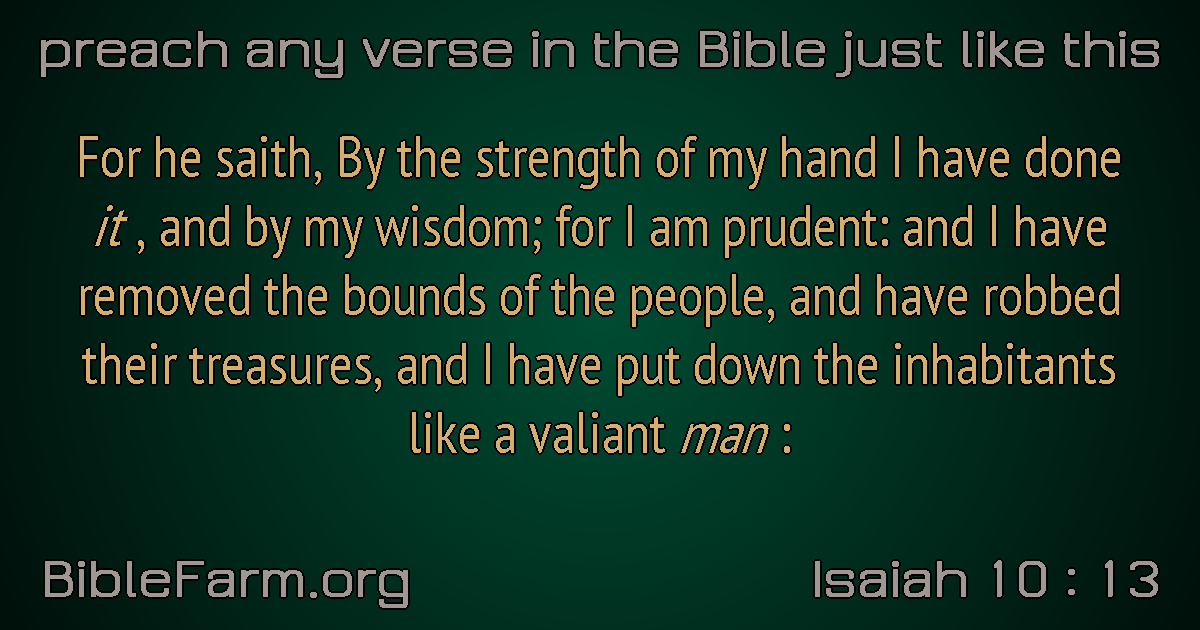 preach any verse in the Bible just like this
For he saith, By the strength of my hand I have done
it , and by my wisdom; for I am prudent: and I have
removed the bounds of the people, and have robbed
their treasures, and I have put down the inhabitants
like a valiant man :
BibleFarm.org
Isaiah 10 : 13